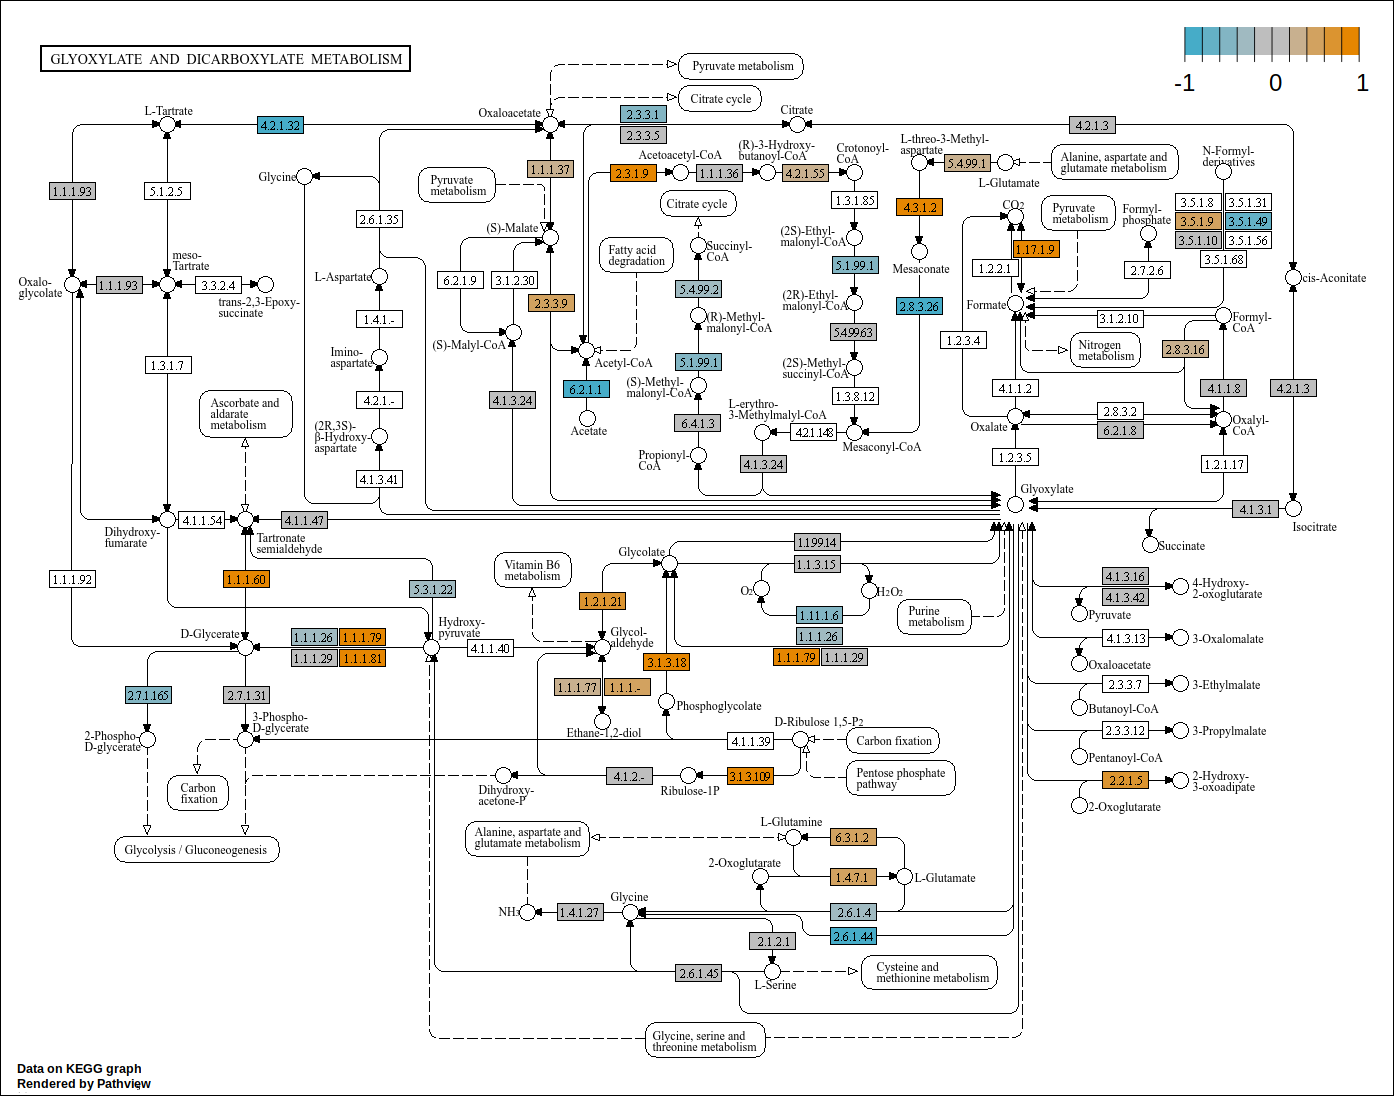 GLYOXYLATE AND DICARBOXYLATE METABOLISM
-1
0
1
Pyruvate metabolism
Citrate cycle
L-Tartrate
4.2.1.32
Oxaloacetate
2.3.3.1
2.3.3.5
Citrate
4.2.1.3
1.1.1.93
5.1.2.5
Glycine
2.6.1.35
Pyruvate
metabolism
1.1.1.37
2.3.1.9
Acetoacetyl-CoA
1.1.1.36
(R)-3-Hydroxy-
butanoyl-CoA
4.2.1.55
Crotonoyl-
CoA
1.3.1.85
L-threo-3-Methyl-
aspartate
5.4.99.1
L-Glutamate
Alanine, aspartate and
glutamate metabolism
4.3.1.2
CO2
Pyruvate
metabolism
Formyl-
phosphate
N-Formyl-
derivatives
3.5.1.8
3.5.1.31
3.5.1.9
3.5.1.49
3.5.1.10
3.5.1.56
3.5.1.68
1.17.1.9
1.2.2.1
2.7.2.6
Citrate cycle
(S)-Malate
Fatty acid
degradation
Succinyl-
CoA
(2S)-Ethyl-
malonyl-CoA
5.1.99.1
Mesaconate
2.8.3.26
Oxalo-
glycolate
1.1.1.93
meso-
Tartrate
3.3.2.4
trans-2,3-Epoxy-
succinate
L-Aspartate
6.2.1.9
3.1.2.30
2.3.3.9
5.4.99.2
(2R)-Ethyl-
malonyl-CoA
Formate
cis-Aconitate
1.4.1.-
(S)-Malyl-CoA
(R)-Methyl-
malonyl-CoA
5.4.9963
1.2.3.4
3.1.2.10
Formyl-
CoA
Nitrogen
metabolism
2.8.3.16
1.3.1.7
Imino-
aspartate
Acetyl-CoA
5.1.99.1
(2S)-Methyl-
succinyl-CoA
4.2.1.-
4.1.3.24
6.2.1.1
Acetate
(S)-Methyl-
malonyl-CoA
1.3.8.12
4.1.1.2
4.1.1.8
4.2.1.3
Ascorbate and
aldarate
metabolism
(2R,3S)-
β-Hydroxy-
aspartate
6.4.1.3
L-erythro-
3-Methylmalyl-CoA
4.2.1.148
Mesaconyl-CoA
Oxalate
2.8.3.2
6.2.1.8
Oxalyl-
CoA
4.1.3.41
Propionyl-
CoA
4.1.3.24
1.2.3.5
1.2.1.17
Glyoxylate
4.1.3.1
Isocitrate
Dihydroxy-
fumarate
4.1.1.54
4.1.1.47
Tartronate
semialdehyde
Succinate
1.1.1.92
1.1.1.60
5.3.1.22
Vitamin B6
metabolism
Glycolate
1.1.99.14
1.1.3.15
O2
H2O2
1.11.1.6
1.2.1.21
Purine
metabolism
4.1.3.16
4.1.3.42
4-Hydroxy-
2-oxoglutarate
Pyruvate
D-Glycerate
1.1.1.26
1.1.1.79
1.1.1.29
1.1.1.81
Hydroxy-
pyruvate
4.1.1.40
Glycol-
aldehyde
1.1.1.26
1.1.1.79
1.1.1.29
4.1.3.13
3-Oxalomalate
Oxaloacetate
2.7.1.165
2.7.1.31
1.1.1.77
1.1.1.-
3.1.3.18
2.3.3.7
3-Ethylmalate
Butanoyl-CoA
Phosphoglycolate
Ethane-1,2-diol
2-Phospho-
D-glycerate
3-Phospho-
D-glycerate
D-Ribulose 1,5-P2
4.1.1.39
Carbon fixation
2.3.3.12
3-Propylmalate
Pentanoyl-CoA
Carbon
fixation
Dihydroxy-
acetone-P
4.1.2.-
Ribulose-1P
3.1.3.109
Pentose phosphate
pathway
2.2.1.5
2-Hydroxy-
3-oxoadipate
2-Oxoglutarate
Glycolysis / Gluconeogenesis
Alanine, aspartate and
glutamate metabolism
L-Glutamine
6.3.1.2
2-Oxoglutarate
1.4.7.1
L-Glutamate
NH3
1.4.1.27
Glycine
2.6.1.4
2.6.1.44
2.1.2.1
2.6.1.45
L-Serine
Cysteine and
methionine metabolism
Glycine, serine and
threonine metabolism
Data on KEGG graph
Rendered by Pathview